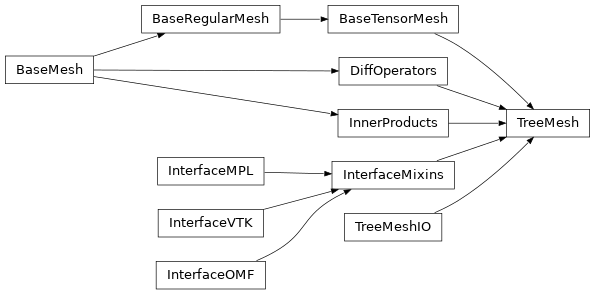 BaseRegularMesh
BaseTensorMesh
BaseMesh
DiffOperators
InnerProducts
TreeMesh
InterfaceMPL
InterfaceMixins
InterfaceVTK
TreeMeshIO
InterfaceOMF